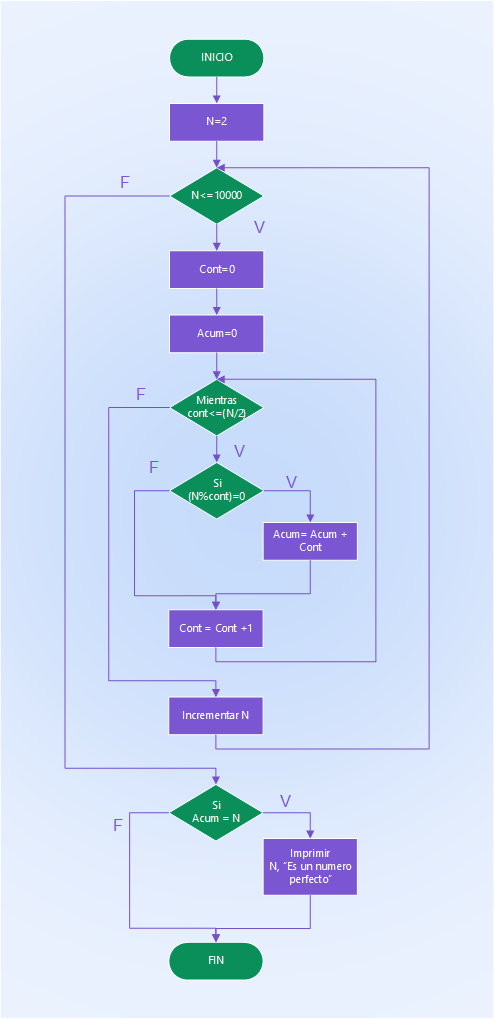 INICIO
N=2
F
N<=10000
V
Cont=0
Acum=0
F
Mientras
cont<=(N/2)
V
F
Si
(N%cont)=0
V
Acum= Acum +
Cont
Cont = Cont +1
Incrementar N
F
Si
Acum = N
V
Imprimir
N, "Es un numero
perfecto"
FIN